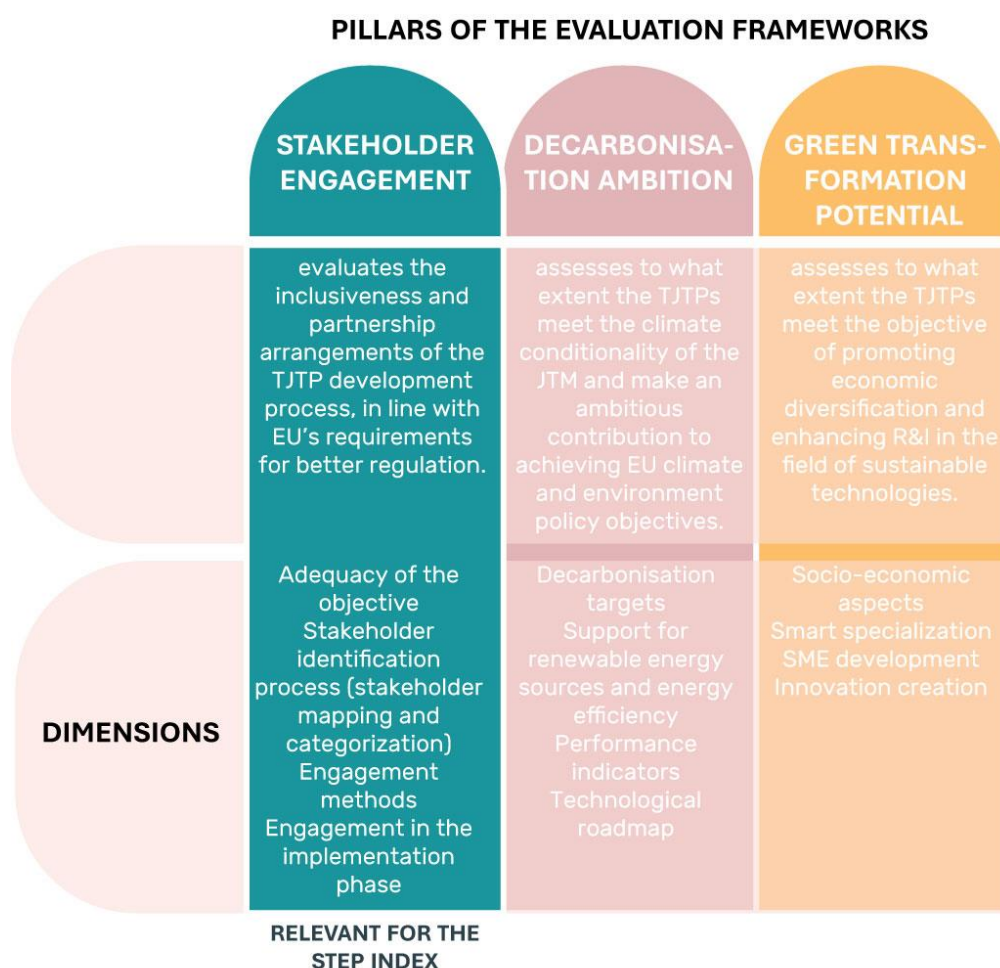 PILLARS OF THE EVALUATION FRAMEWORKS
STAKEHOLDER
ENGAGEMENT
DECARBONISA-
TION AMBITION
GREEN TRANS-
FORMATION
POTENTIAL
evaluates the
inclusiveness and
partnership
arrangements of the
TJTP development
process, in line with
EU’s requirements
for better regulation.
assesses to what
extent the TJTPs
meet the climate
conditionality of the
JTM and make an
ambitious
contribution to
achieving EU climate
and environment
policy objectives.
assesses to what
extent the TJTPs
meet the objective
of promoting
economic
diversification and
enhancing R&I in the
field of sustainable
technologies.
DIMENSIONS
Adequacy of the
objective
Stakeholder
identification
process (stakeholder
mapping and
categorization)
Engagement
methods
Engagement in the
implementation
phase
Decarbonisation
targets
Support for
renewable energy
sources and energy
efficiency
Performance
indicators
Technological
roadmap
Socio-economic
aspects
Smart specialization
SME development
Innovation creation
RELEVANT FOR THE
STEP INDEX